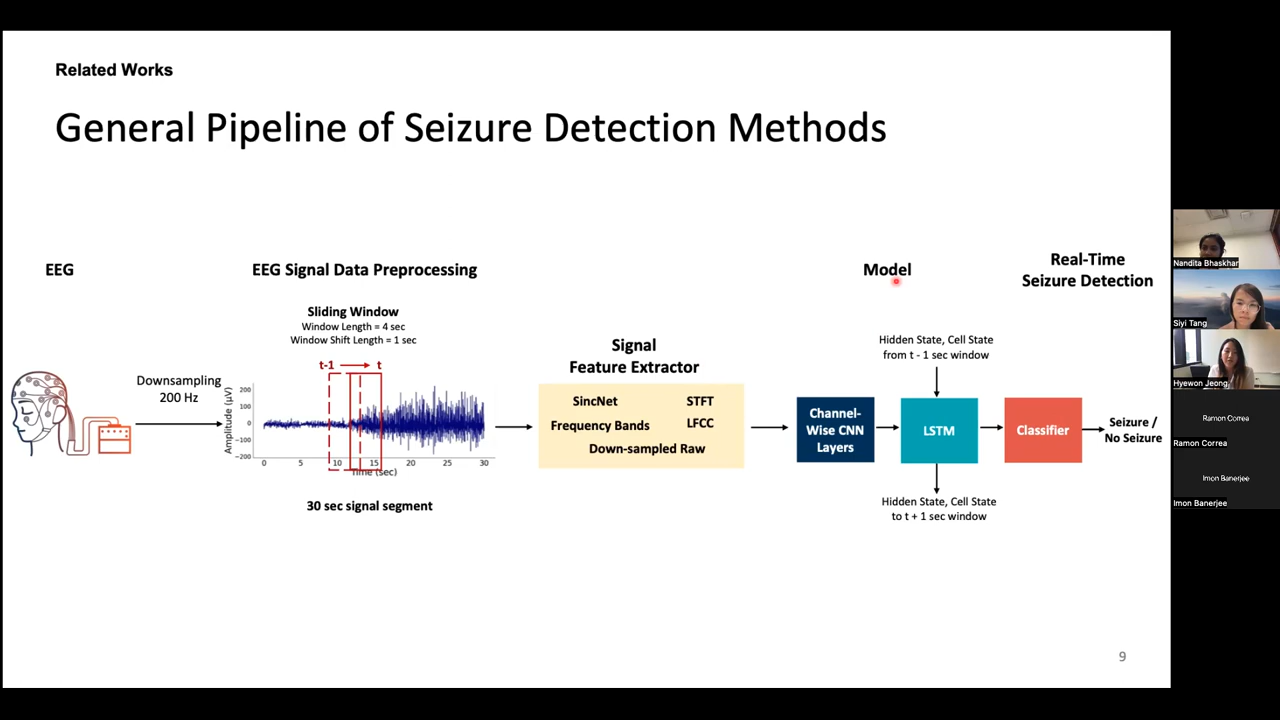 Related Works
General Pipeline of Seizure Detection Methods
EEG
EEG Signal Data Preprocessing
Model
Real-Time
Seizure Detection
Sliding Window
Window Length = 4 sec
Window Shift Length = 1 sec
t-1
t
Downsampling
200 Hz
Amplitude (μV)
200
100
0
−100
−200
0
5
10
15
20
25
30
Time (sec)
30 sec signal segment
Signal
Feature Extractor
SincNet
STFT
Frequency Bands
LFCC
Down-sampled Raw
Channel-
Wise CNN
Layers
Hidden State, Cell State
from t - 1 sec window
LSTM
Hidden State, Cell State
to t + 1 sec window
Classifier
Seizure /
No Seizure
9
Nandita Bhaskhar
Siyi Tang
Hyewon Jeong
Ramon Correa
Ramon Correa
Imon Banerjee
Imon Banerjee